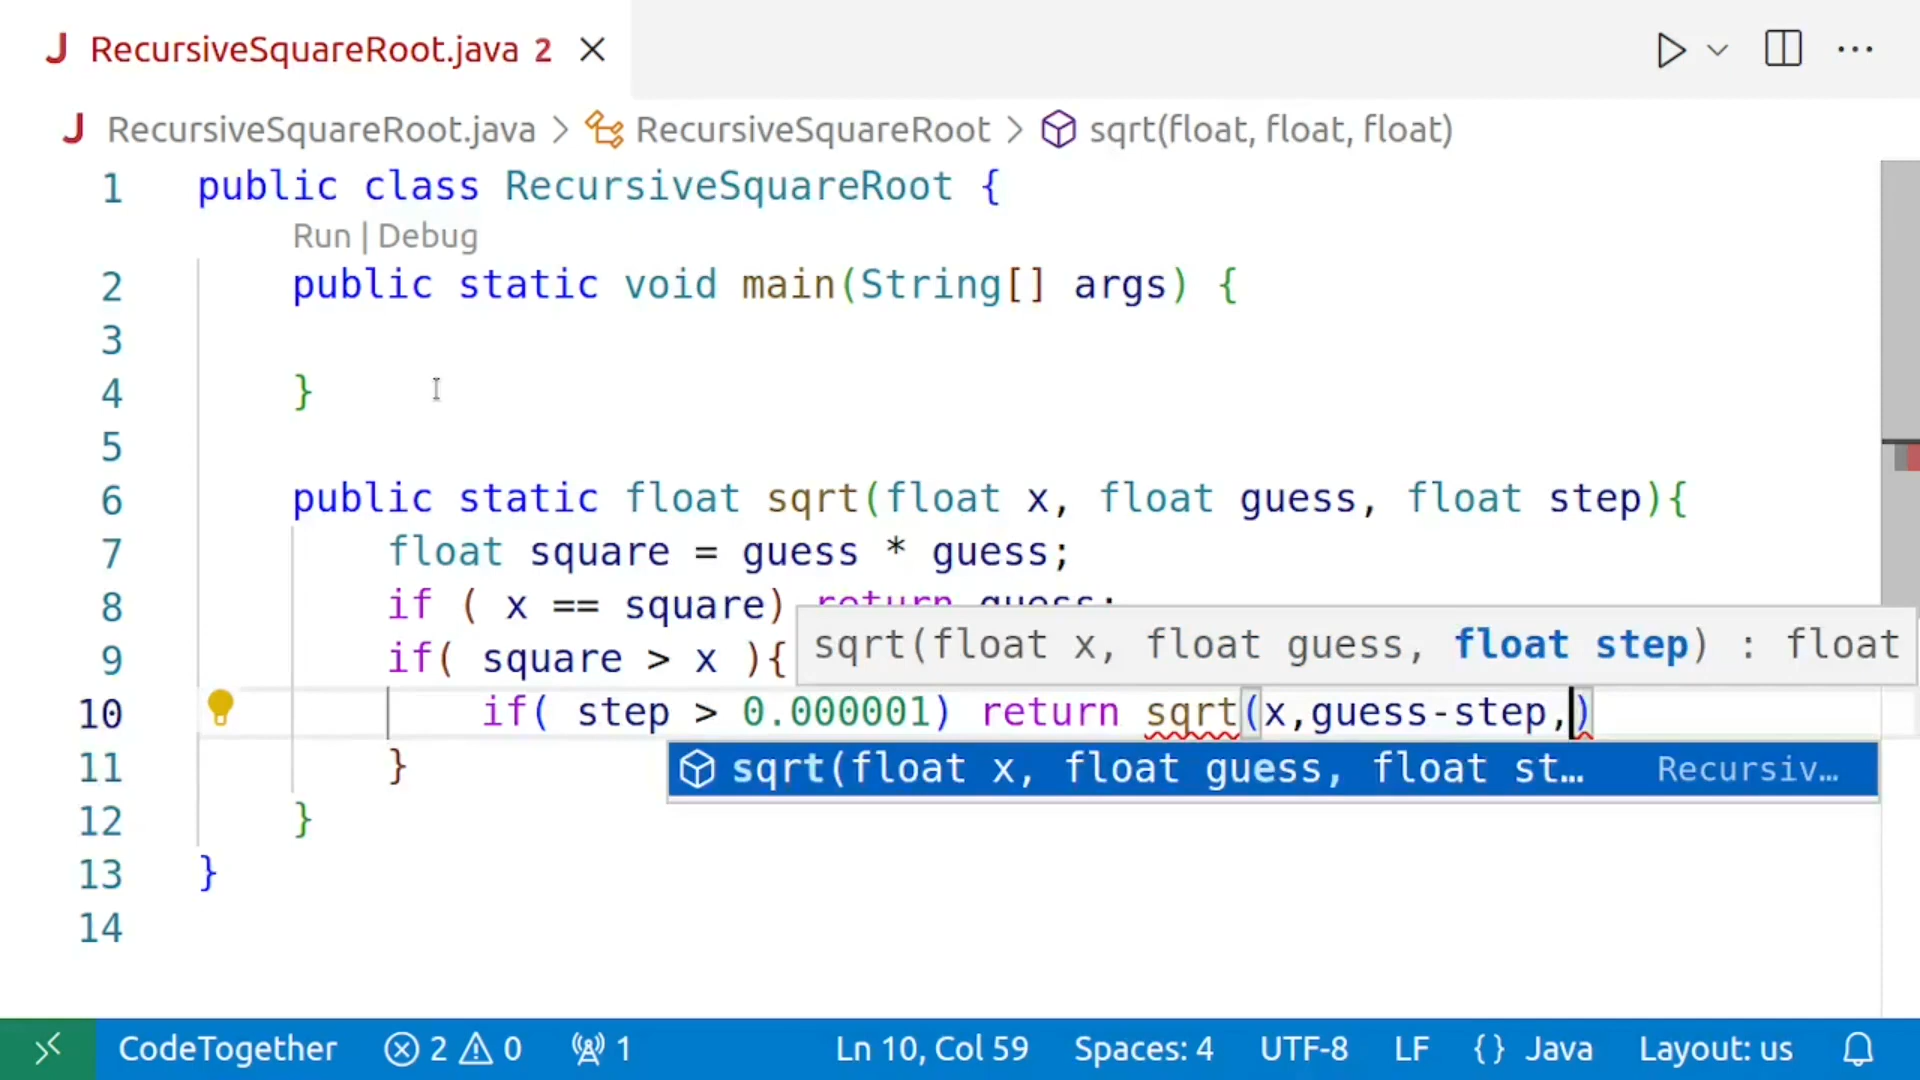 J RecursiveSquareRoot.java 2
J RecursiveSquareRoot.java > RecursiveSquareRoot > sqrt(float, float, float)
1 public class RecursiveSquareRoot {
Run | Debug
2 public static void main(String[] args) {
3
4 }
5
6 public static float sqrt(float x, float guess, float step){
7 float square = guess * guess;
8 if ( x == square) return guess;
9 if( square > x ){
sqrt(float x, float guess, float step) : float
10 if( step > 0.000001) return sqrt(x,guess-step,)
sqrt(float x, float guess, float st… Recursiv…
11 }
12 }
13 }
14
CodeTogether 2 0 1 Ln 10, Col 59 Spaces: 4 UTF-8 LF {} Java Layout: us